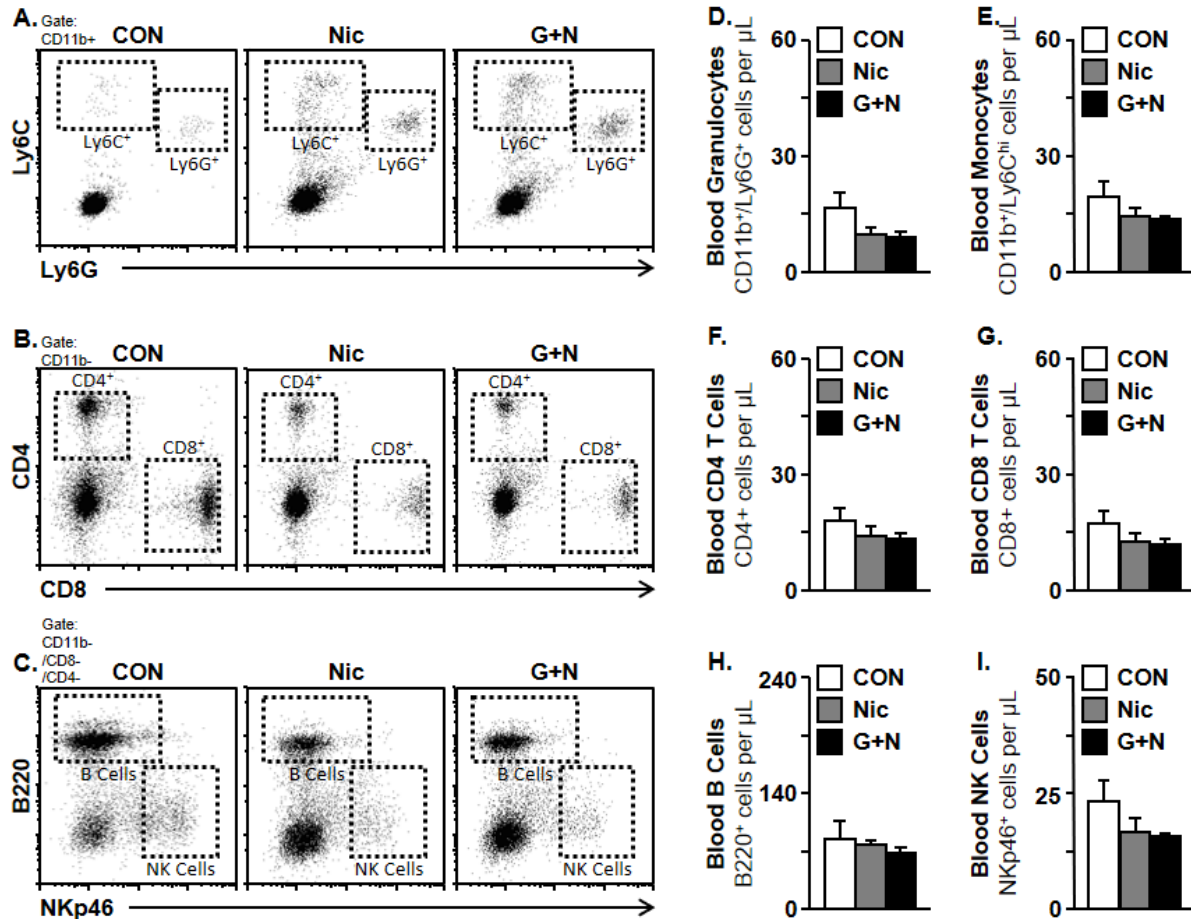 A.
Gate:
CD11b+
CON
Nic
G+N
Ly6C
Ly6C⁺
Ly6G⁺
Ly6C⁺
Ly6G⁺
Ly6C⁺
Ly6G⁺
Ly6G
B.
Gate:
CD11b-
CON
Nic
G+N
CD4
CD4⁺
CD8⁺
CD4⁺
CD8⁺
CD4⁺
CD8⁺
CD8
C.
Gate:
CD11b-
/CD8-
/CD4-
CON
Nic
G+N
B220
B Cells
NK Cells
B Cells
NK Cells
B Cells
NK Cells
NKp46
D.
Blood Granulocytes
CD11b⁺/Ly6G⁺ cells per µL
60
30
0
CON
Nic
G+N
E.
Blood Monocytes
CD11b⁺/Ly6Cʰⁱ cells per µL
60
30
0
CON
Nic
G+N
F.
Blood CD4 T Cells
CD4+ cells per µL
60
30
0
CON
Nic
G+N
G.
Blood CD8 T Cells
CD8+ cells per µL
60
30
0
CON
Nic
G+N
H.
Blood B Cells
B220⁺ cells per µL
240
140
0
CON
Nic
G+N
I.
Blood NK Cells
NKp46⁺ cells per µL
50
25
0
CON
Nic
G+N